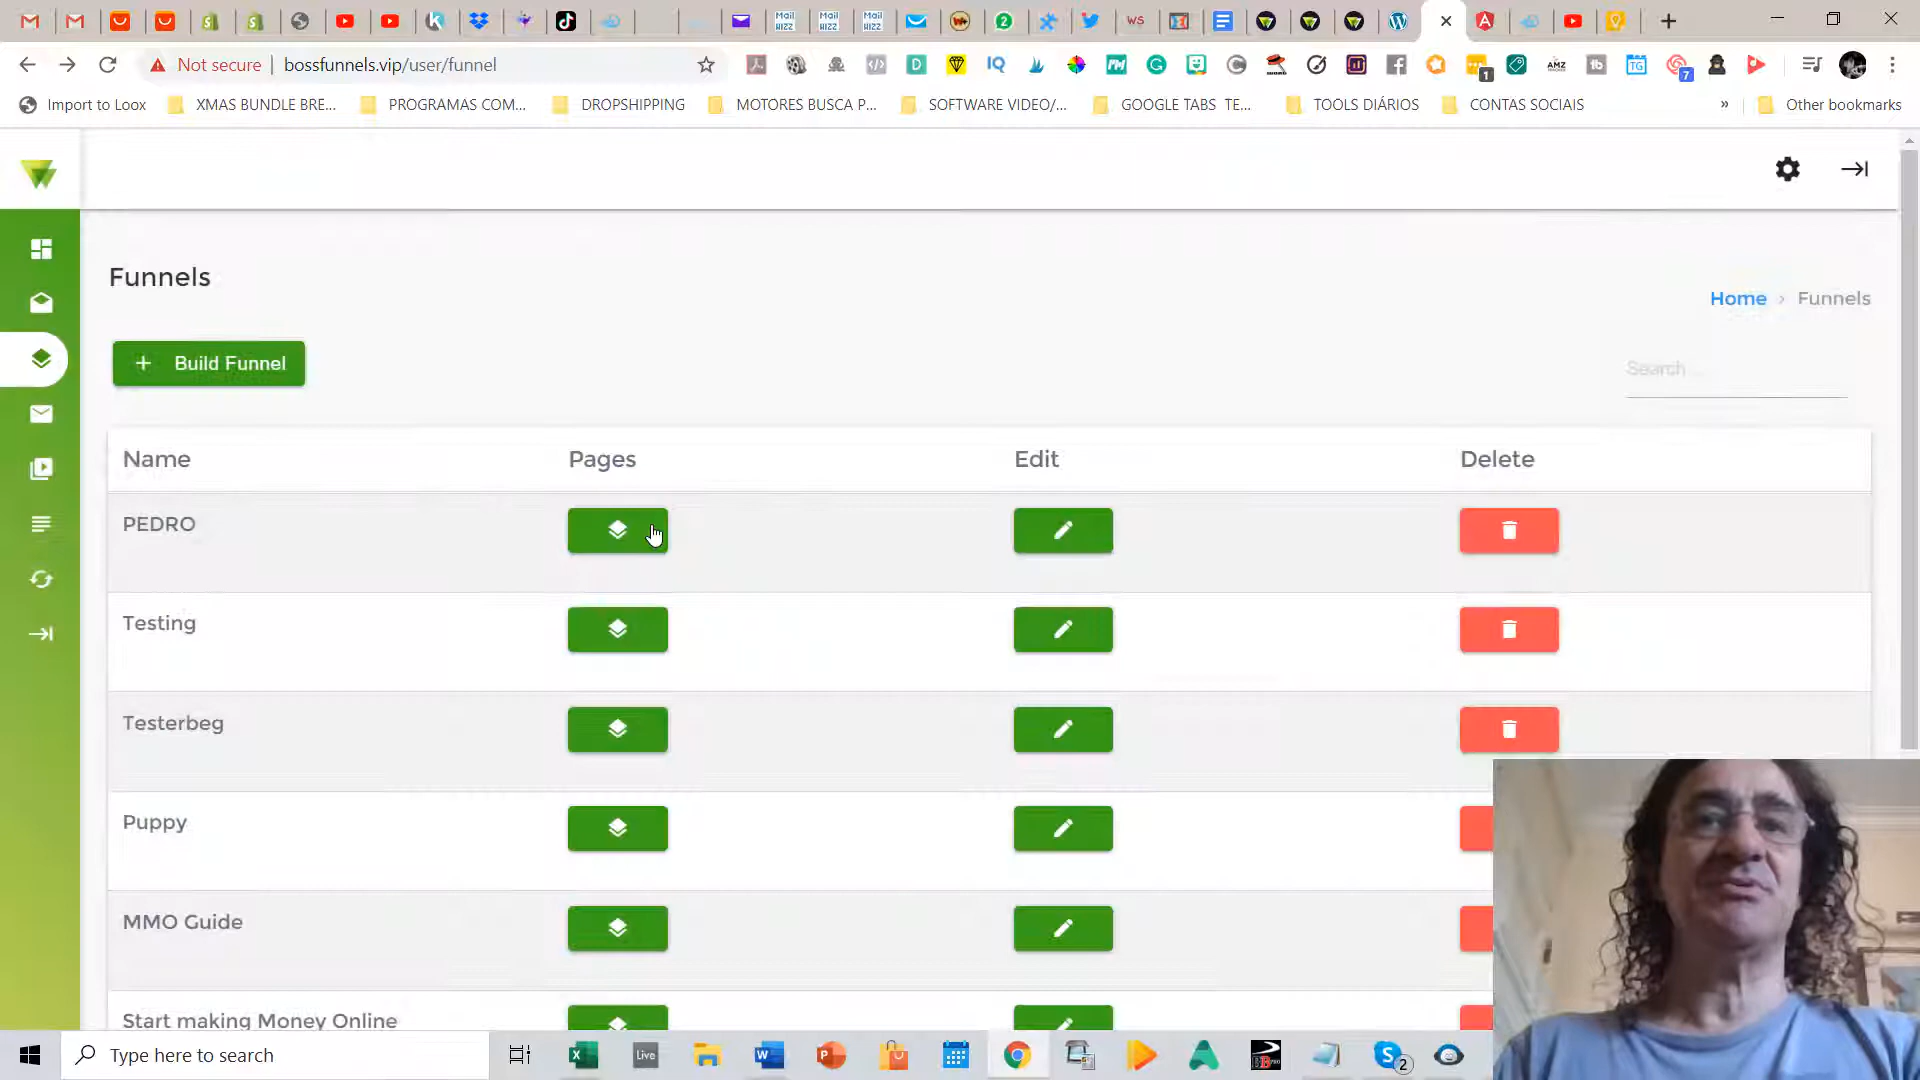 Not secure | bossfunnels.vip/user/funnel
Import to Loox XMAS BUNDLE BRE... PROGRAMAS COM... DROPSHIPPING MOTORES BUSCA P... SOFTWARE VIDEO/... GOOGLE TABS TE... TOOLS DIÁRIOS CONTAS SOCIAIS » Other bookmarks
Funnels
Home › Funnels
+ Build Funnel
Search ...
Name Pages Edit Delete
PEDRO
Testing
Testerbeg
Puppy
MMO Guide
Start making Money Online
Type here to search
Live
2